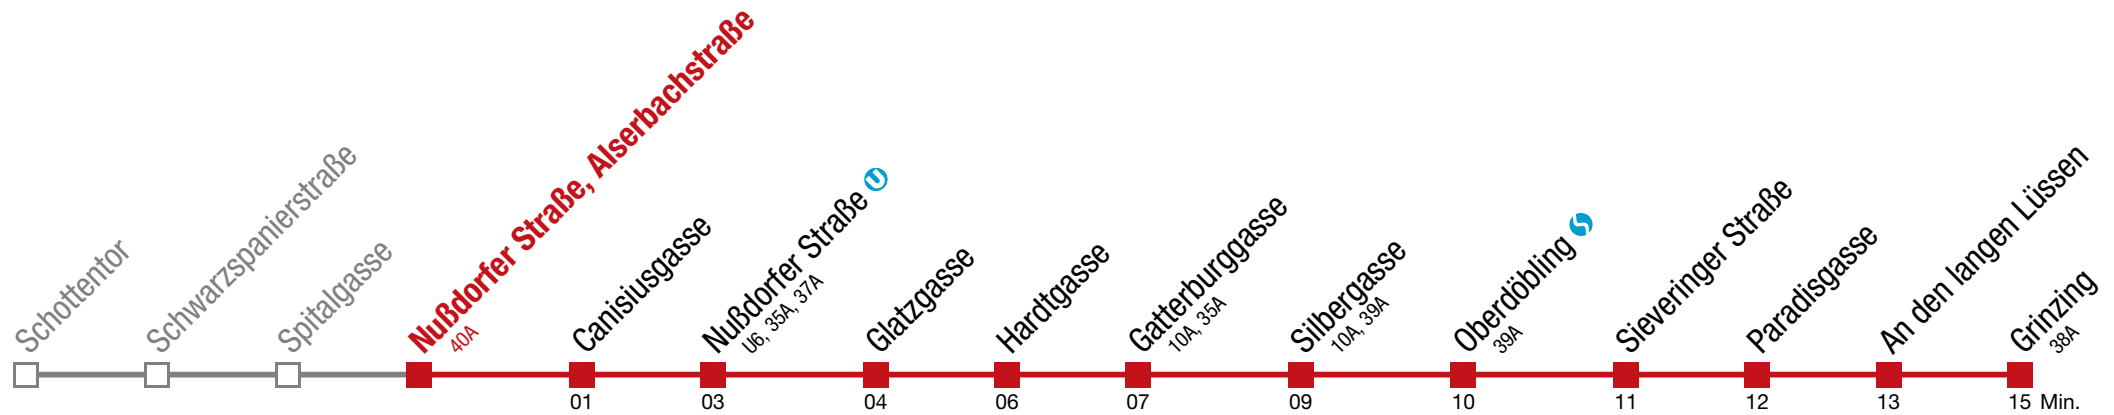 Schottentor
Schwarzspanierstraße
Spitalgasse
Nußdorfer Straße, Alserbachstraße
40A
Canisiusgasse
Nußdorfer Straße U
U6, 35A, 37A
Glatzgasse
Hardtgasse
Gatterburggasse
10A, 35A
Silbergasse
10A, 39A
Oberdöbling
39A
Sieveringer Straße
Paradisgasse
An den langen Lüssen
Grinzing
38A
01 03 04 06 07 09 10 11 12 13 15 Min.